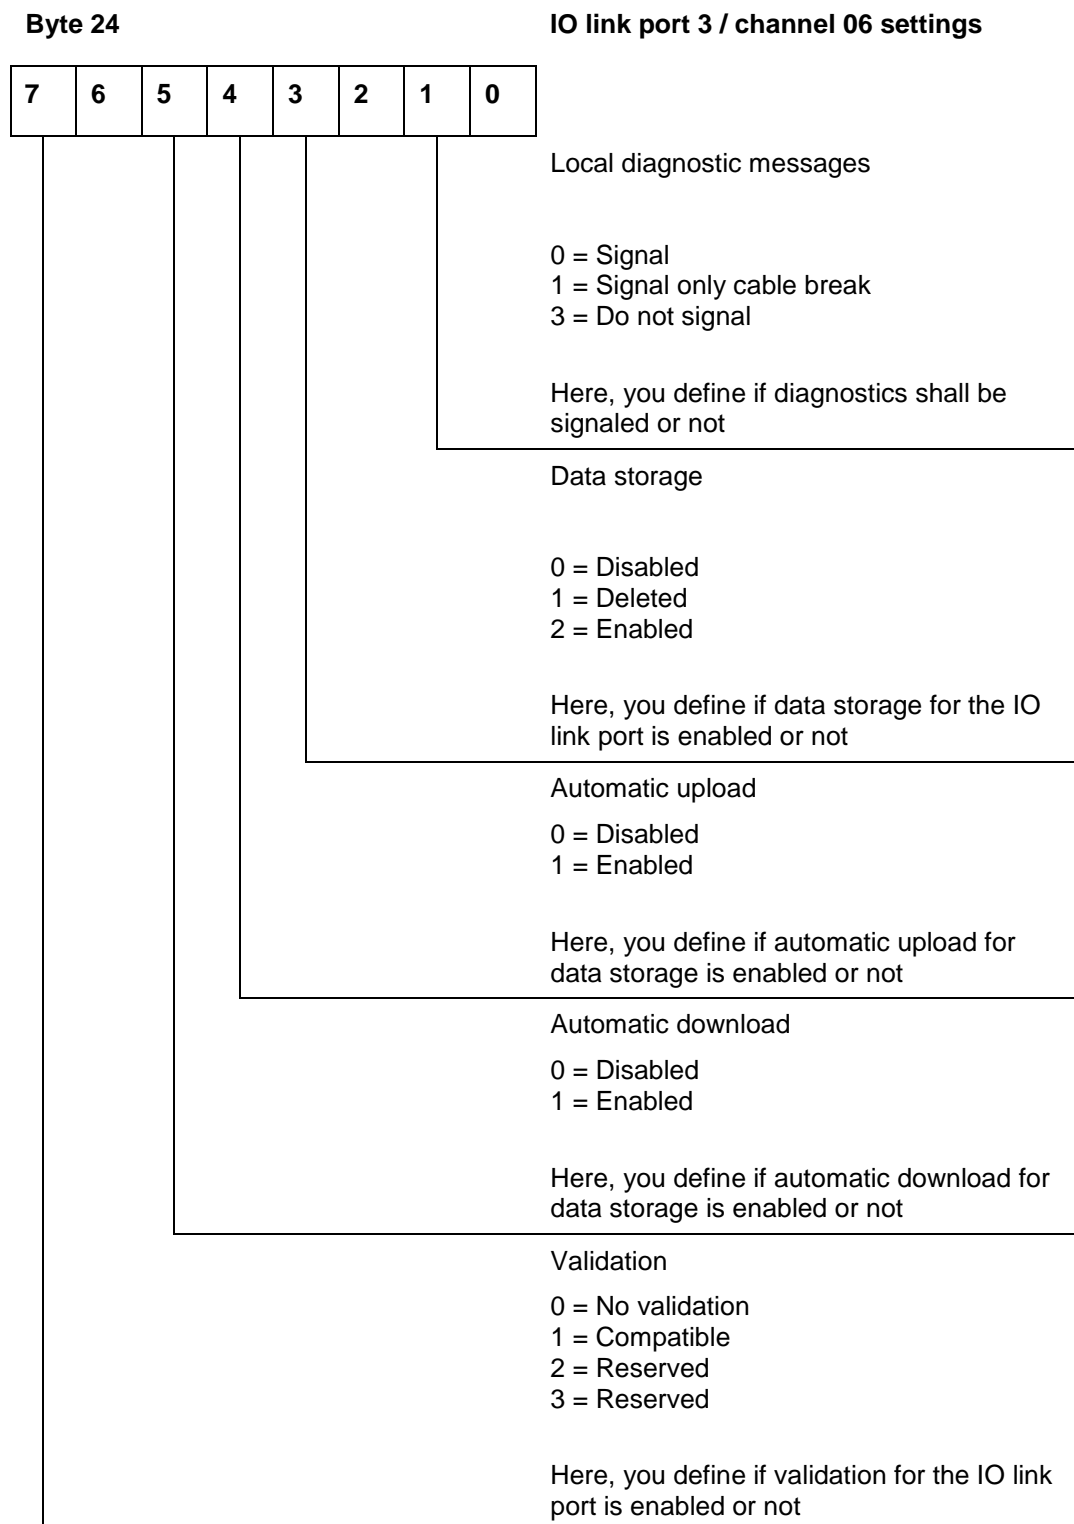 Byte 24 IO link port 3 / channel 06 settings
7 6 5 4 3 2 1 0
Local diagnostic messages
0 = Signal
1 = Signal only cable break
3 = Do not signal
Here, you define if diagnostics shall be
signaled or not
Data storage
0 = Disabled
1 = Deleted
2 = Enabled
Here, you define if data storage for the IO
link port is enabled or not
Automatic upload
0 = Disabled
1 = Enabled
Here, you define if automatic upload for
data storage is enabled or not
Automatic download
0 = Disabled
1 = Enabled
Here, you define if automatic download for
data storage is enabled or not
Validation
0 = No validation
1 = Compatible
2 = Reserved
3 = Reserved
Here, you define if validation for the IO link
port is enabled or not